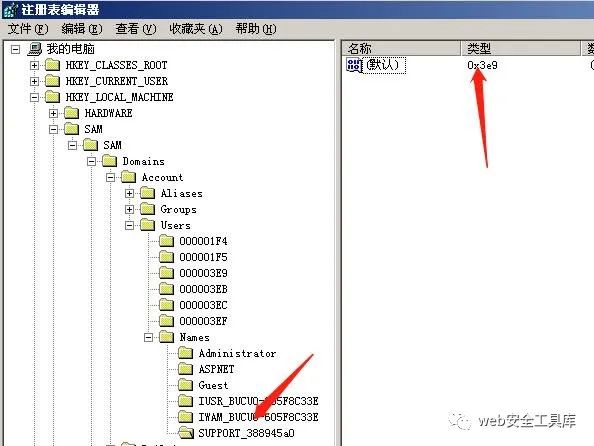 注册表编辑器
文件(F) 编辑(E) 查看(V) 收藏夹(A) 帮助(H)
我的电脑
HKEY_CLASSES_ROOT
HKEY_CURRENT_USER
HKEY_LOCAL_MACHINE
HARDWARE
SAM
SAM
Domains
Account
Aliases
Groups
Users
000001F4
000001F5
000003E9
000003EB
000003EC
000003EF
Names
Administrator
ASPNET
Guest
IUSR_BUCUO-605F8C33E
IWAM_BUCUO-605F8C33E
SUPPORT_388945a0
名称 类型
(默认) 0x3e9
web安全工具库